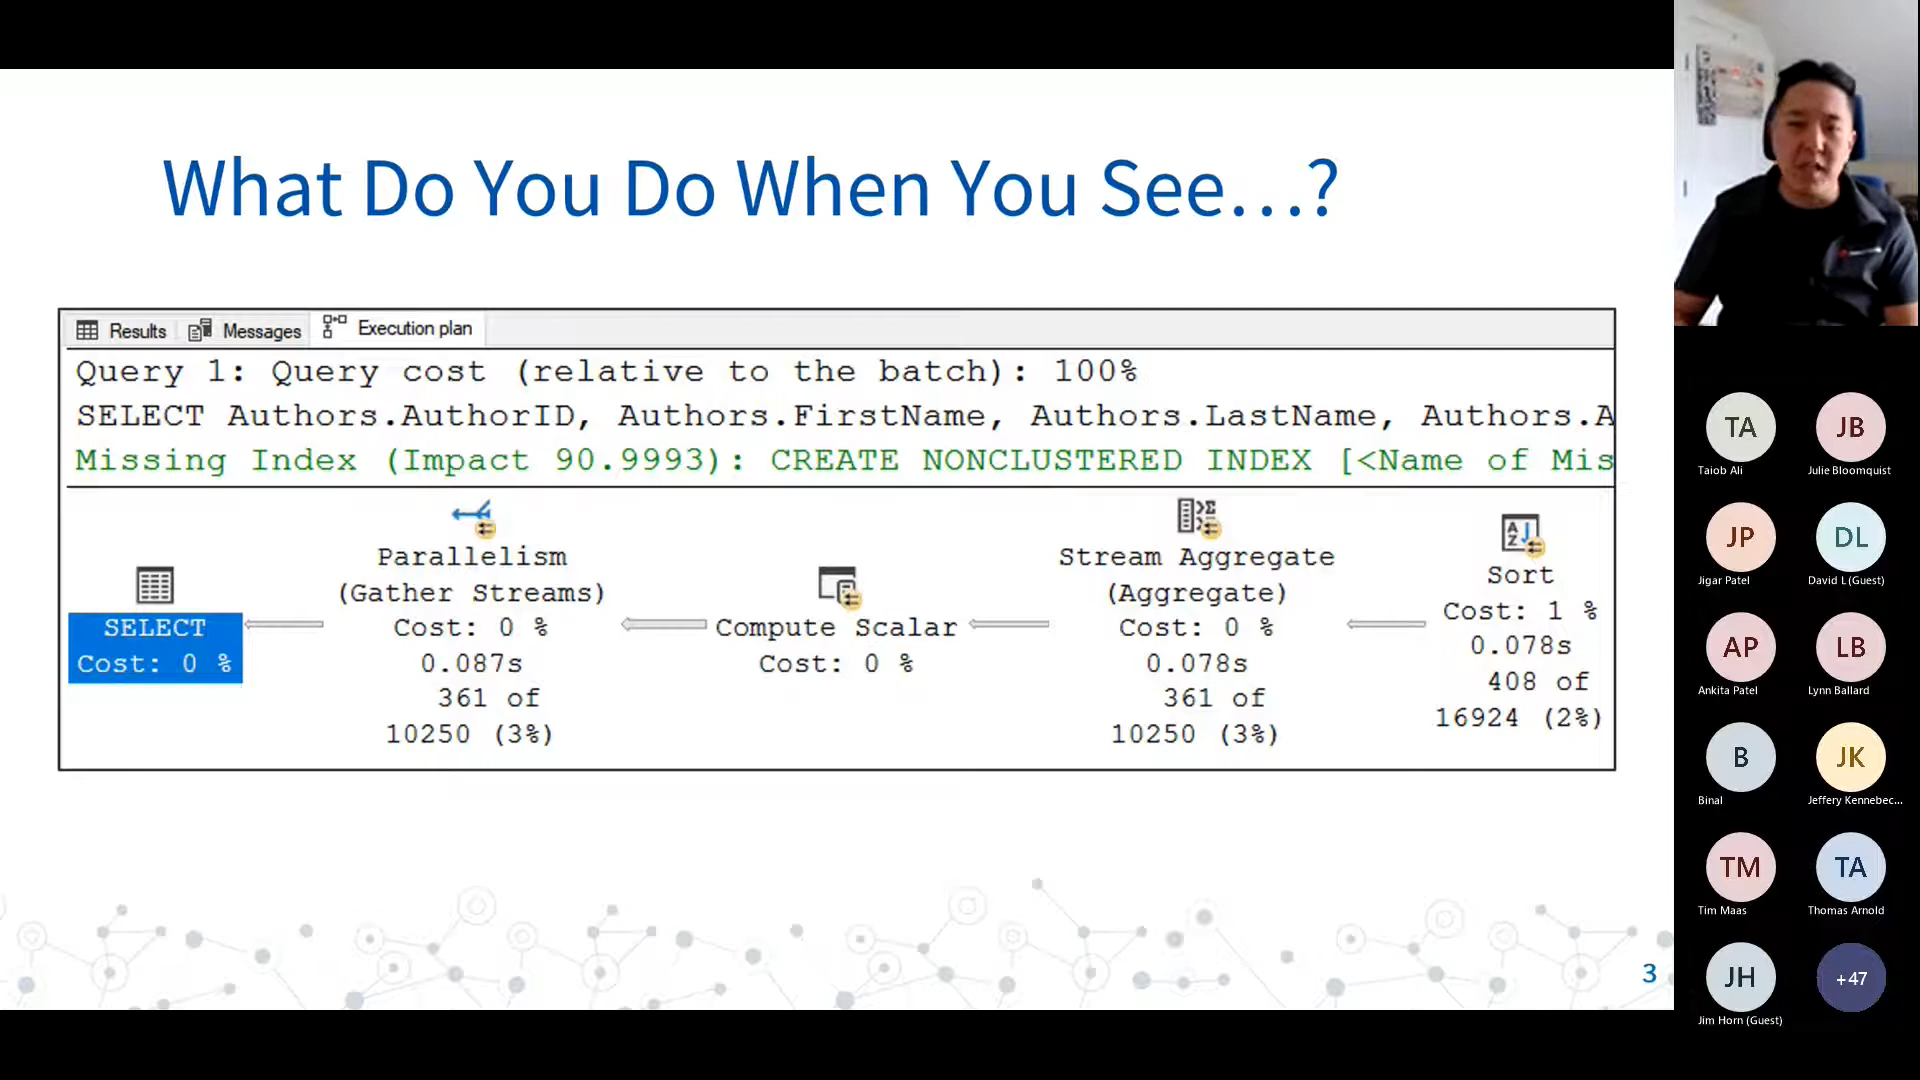 What Do You Do When You See...?
Results Messages Execution plan
Query 1: Query cost (relative to the batch): 100%
SELECT Authors.AuthorID, Authors.FirstName, Authors.LastName, Authors.A
Missing Index (Impact 90.9993): CREATE NONCLUSTERED INDEX [<Name of Mis
SELECT
Cost: 0 %
Parallelism
(Gather Streams)
Cost: 0 %
0.087s
361 of
10250 (3%)
Compute Scalar
Cost: 0 %
Stream Aggregate
(Aggregate)
Cost: 0 %
0.078s
361 of
10250 (3%)
Sort
Cost: 1 %
0.078s
408 of
16924 (2%)
3
TA
Taiob Ali
JB
Julie Bloomquist
JP
Jigar Patel
DL
David L (Guest)
AP
Ankita Patel
LB
Lynn Ballard
B
Binal
JK
Jeffery Kennebec...
TM
Tim Maas
TA
Thomas Arnold
JH
Jim Horn (Guest)
+47